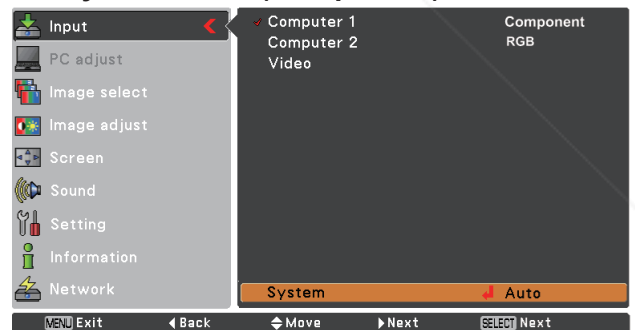 Input
PC adjust
Image select
Image adjust
Screen
Sound
Setting
Information
Network
Computer 1 Component
Computer 2 RGB
Video
System Auto
MENU Exit Back Move Next SELECT Next